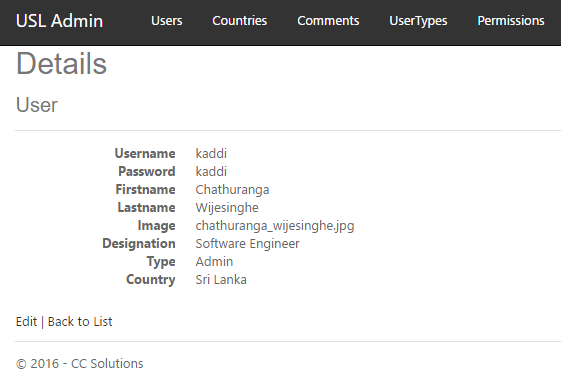 USL Admin Users Countries Comments UserTypes Permissions
Details
User
Username kaddi
Password kaddi
Firstname Chathuranga
Lastname Wijesinghe
Image chathuranga_wijesinghe.jpg
Designation Software Engineer
Type Admin
Country Sri Lanka
Edit | Back to List
© 2016 - CC Solutions